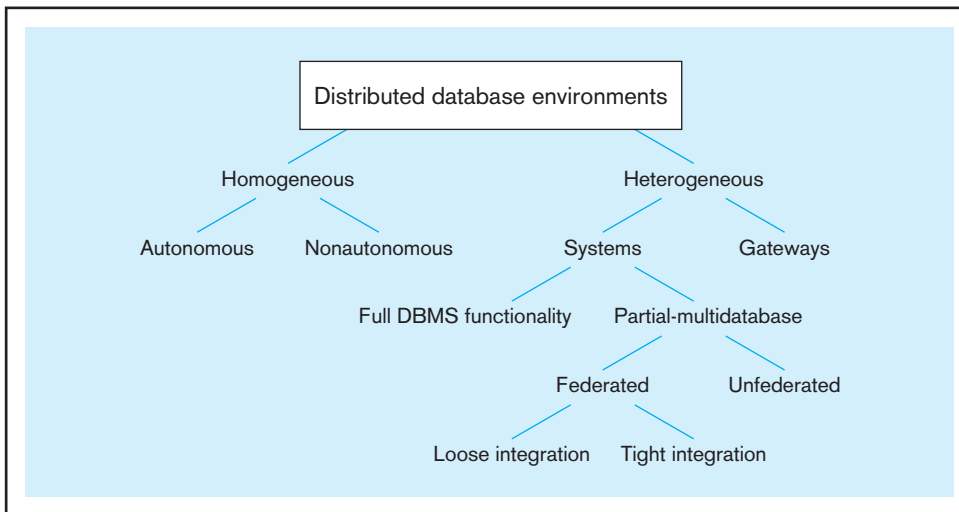 Distributed database environments
Homogeneous
Heterogeneous
Autonomous
Nonautonomous
Systems
Gateways
Full DBMS functionality
Partial-multidatabase
Federated
Unfederated
Loose integration
Tight integration